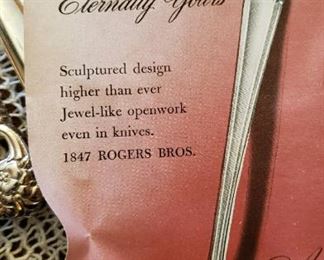 Eternally Yours
Sculptured design
higher than ever
Jewel-like openwork
even in knives.
1847 ROGERS BROS.